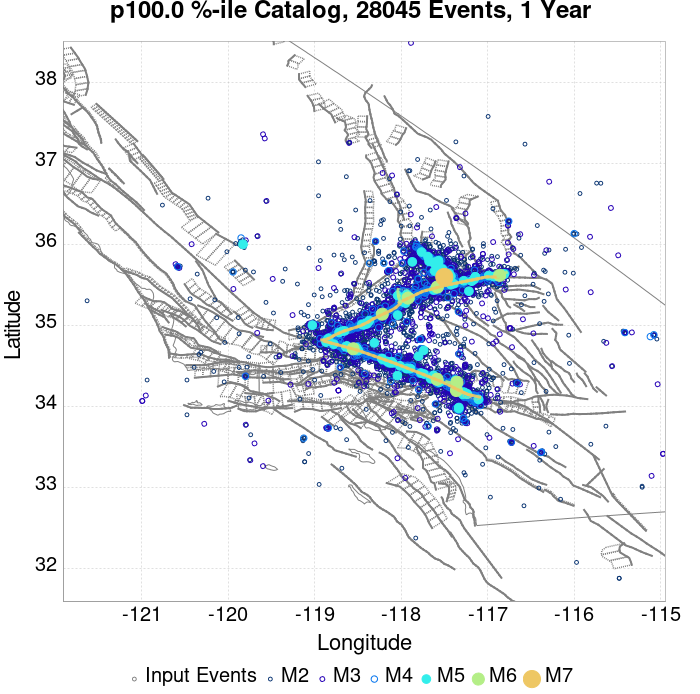 p100.0 %-ile Catalog, 28045 Events, 1 Year
38
37
36
35
34
33
32
Latitude
-121 -120 -119 -118 -117 -116 -115
Longitude
Input Events M2 M3 M4 M5 M6 M7